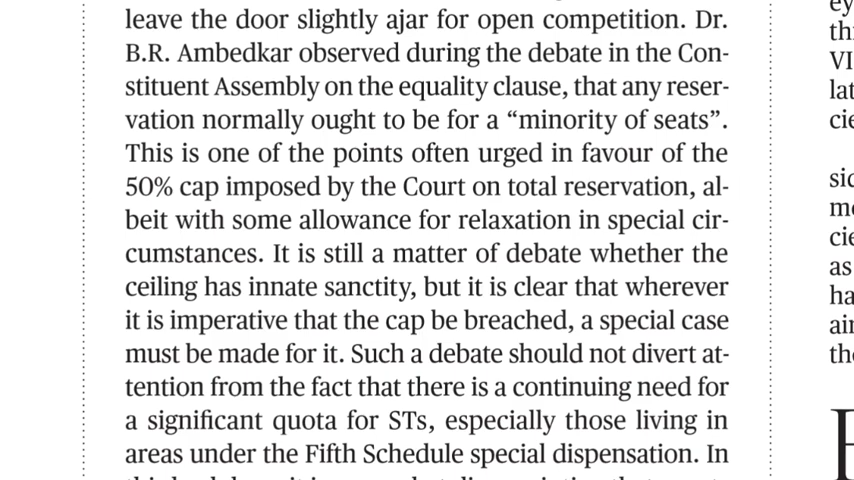 leave the door slightly ajar for open competition. Dr.
B.R. Ambedkar observed during the debate in the Con-
stituent Assembly on the equality clause, that any reser-
vation normally ought to be for a “minority of seats”.
This is one of the points often urged in favour of the
50% cap imposed by the Court on total reservation, al-
beit with some allowance for relaxation in special cir-
cumstances. It is still a matter of debate whether the
ceiling has innate sanctity, but it is clear that wherever
it is imperative that the cap be breached, a special case
must be made for it. Such a debate should not divert at-
tention from the fact that there is a continuing need for
a significant quota for STs, especially those living in
areas under the Fifth Schedule special dispensation. In